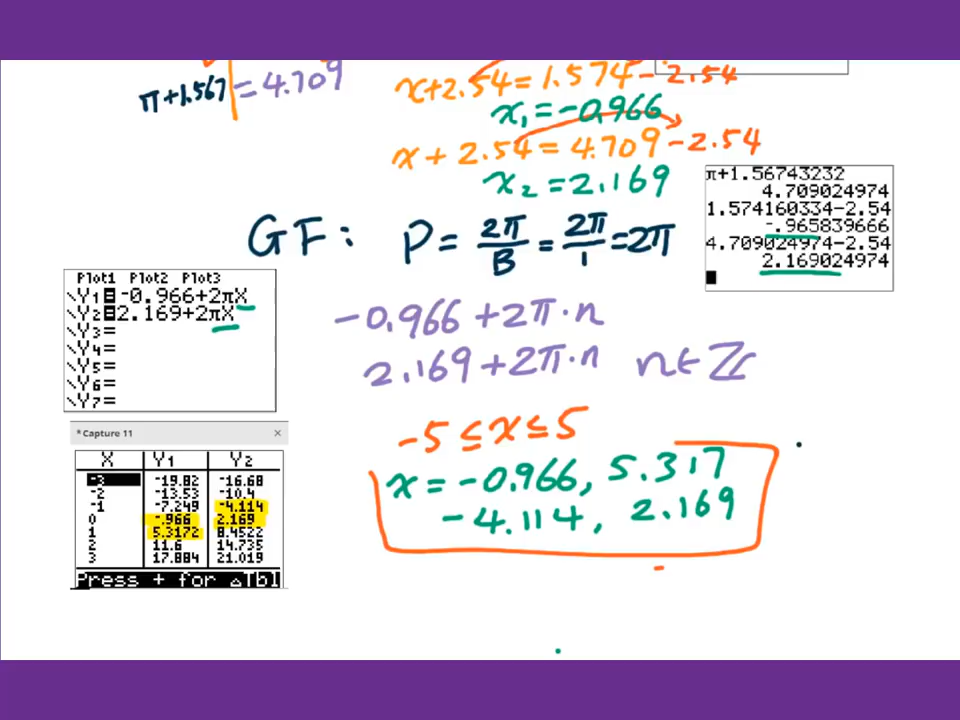 π+1.567 = 4.709
x+2.54 = 1.574 - 2.54
x₁ = -0.966
x + 2.54 = 4.709 - 2.54
x₂ = 2.169
π+1.56743232
4.709024974
1.574160334-2.54
-.965839666
4.709024974-2.54
2.169024974
GF: P = 2π/B = 2π/1 = 2π
Plot1 Plot2 Plot3
\Y₁=-0.966+2πX
\Y₂=2.169+2πX
\Y₃=
\Y₄=
\Y₅=
\Y₆=
\Y₇=
-0.966 + 2π·n
2.169 + 2π·n n∈ℤ
-5 ≤ x ≤ 5
x = -0.966, 5.317
-4.114, 2.169
*Capture 11 ×
X Y₁ Y₂
-3 -19.82 -16.68
-2 -13.53 -10.4
-1 -7.249 -4.114
0 -.966 2.169
1 5.3172 8.4522
2 11.6 14.735
3 17.884 21.019
Press + for △Tbl